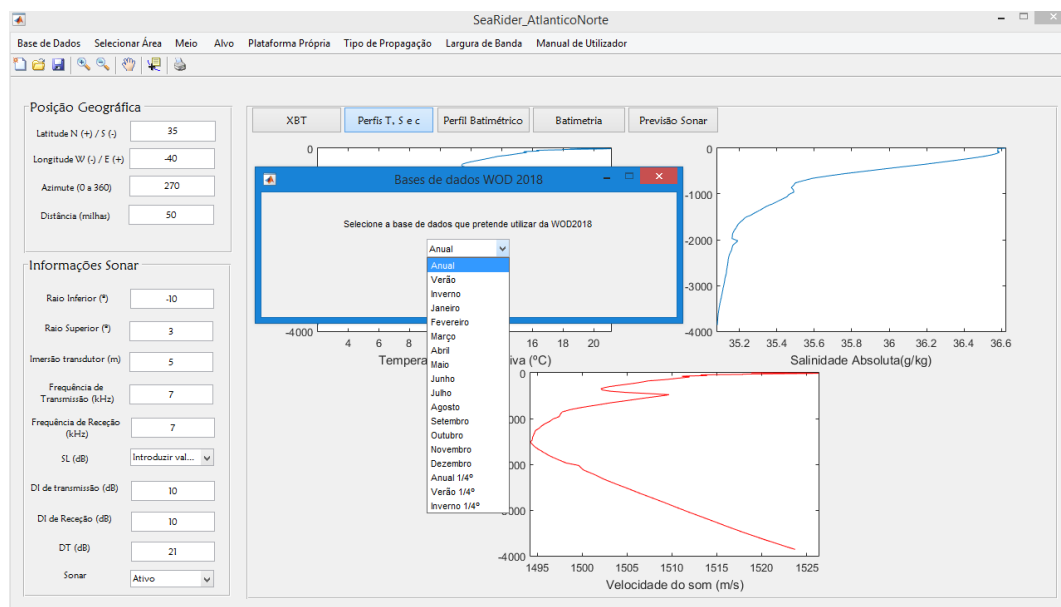 SeaRider_AtlanticoNorte
Base de Dados Selecionar Área Meio Alvo Plataforma Própria Tipo de Propagação Largura de Banda Manual de Utilizador
Posição Geográfica
Latitude N (+) / S (-) 35
Longitude W (-) / E (+) -40
Azimute (0 a 360) 270
Distância (milhas) 50
Informações Sonar
Raio Inferior (º) -10
Raio Superior (º) 3
Imersão transdutor (m) 5
Frequência de
Transmissão (kHz) 7
Frequência de Receção
(kHz) 7
SL (dB) Introduzir val...
DI de transmissão (dB) 10
DI de Receção (dB) 10
DT (dB) 21
Sonar Ativo
XBT Perfis T, S e c Perfil Batimétrico Batimetria Previsão Sonar
0
-4000
4 6 8 16 18 20
Tempera iva (ºC)
Bases de dados WOD 2018
Selecione a base de dados que pretende utilizar da WOD2018
Anual
Anual
Verão
Inverno
Janeiro
Fevereiro
Março
Abril
Maio
Junho
Julho
Agosto
Setembro
Outubro
Novembro
Dezembro
Anual 1/4º
Verão 1/4º
Inverno 1/4º
0
-1000
-2000
-3000
-4000
35.2 35.4 35.6 35.8 36 36.2 36.4 36.6
Salinidade Absoluta(g/kg)
0
000
000
000
-4000
1495 1500 1505 1510 1515 1520 1525
Velocidade do som (m/s)